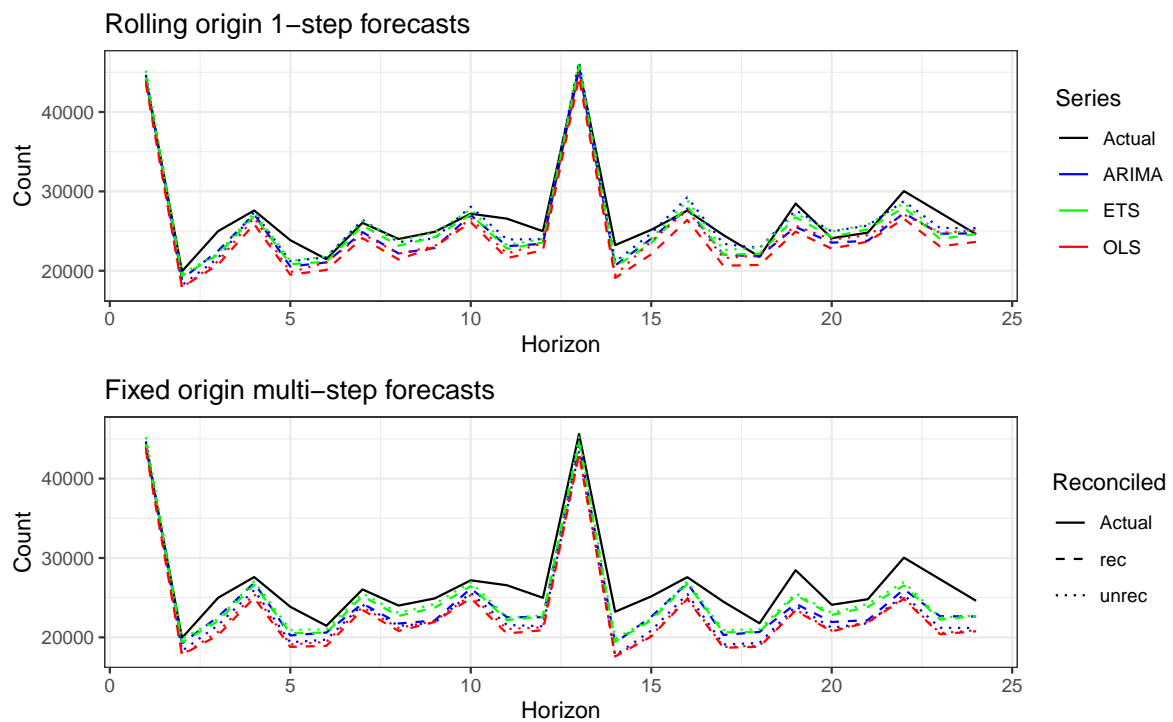 Rolling origin 1−step forecasts
40000
30000
20000
Count
0
5
10
15
20
25
Horizon
Series
Actual
ARIMA
ETS
OLS
Fixed origin multi−step forecasts
40000
30000
20000
Count
0
5
10
15
20
25
Horizon
Reconciled
Actual
rec
unrec